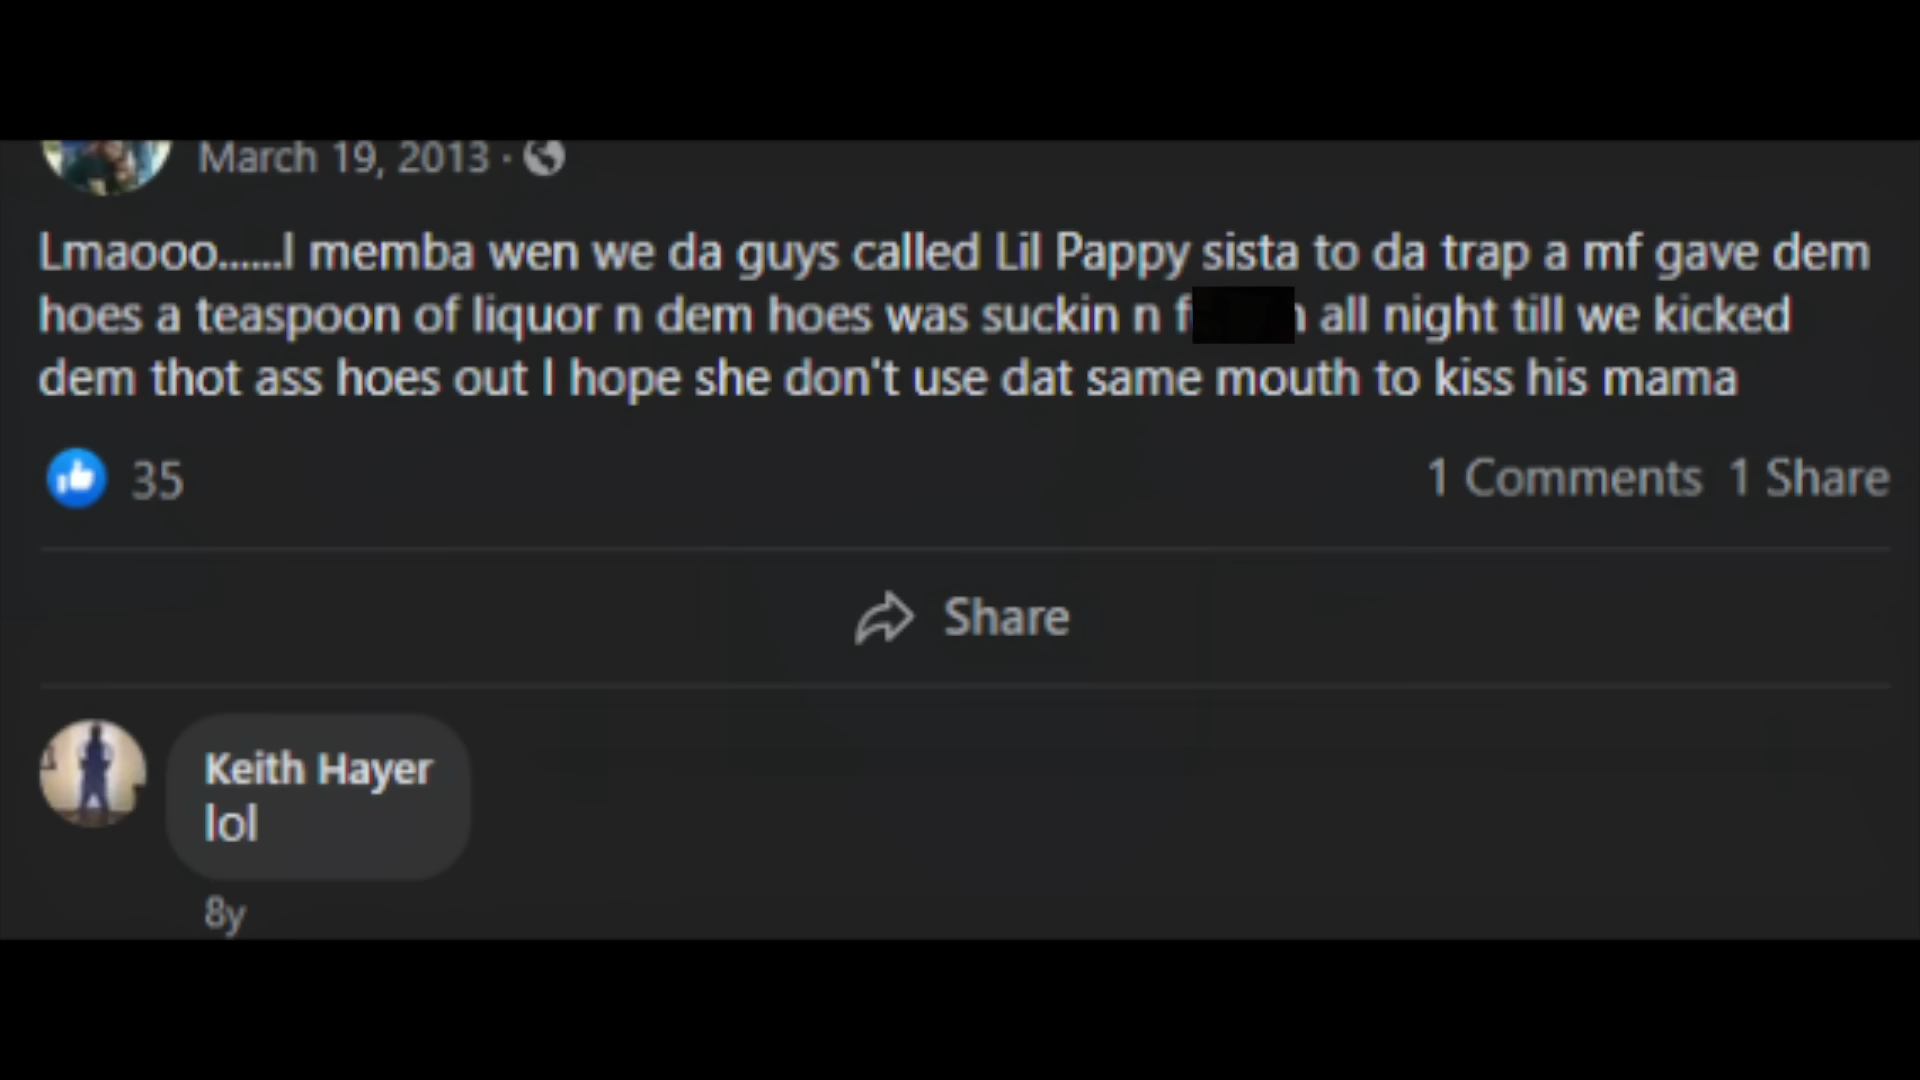 March 19, 2013 ·
Lmaooo......I memba wen we da guys called Lil Pappy sista to da trap a mf gave dem
hoes a teaspoon of liquor n dem hoes was suckin n all night till we kicked
dem thot ass hoes out I hope she don't use dat same mouth to kiss his mama
35
1 Comments 1 Share
Share
Keith Hayer
lol
8y